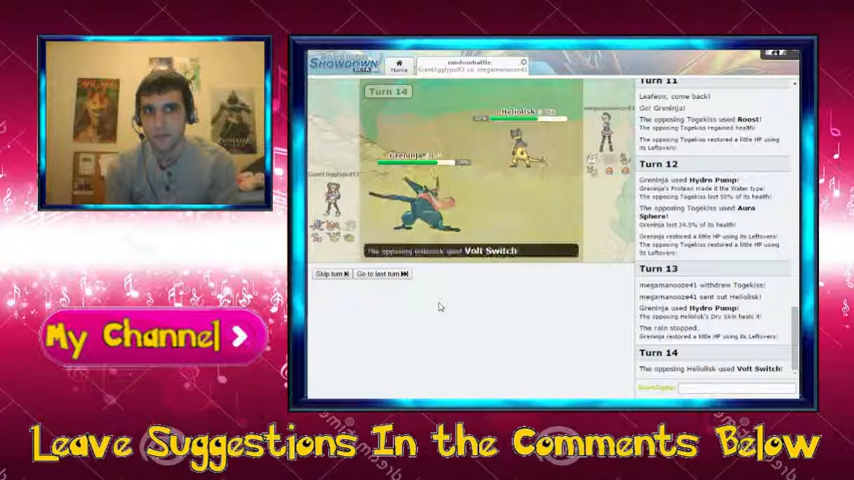 SHOWDOWN
BETA
Home
randombattle
Turn 14
Heliolisk
Greninja
The opposing Heliolisk used Volt Switch
Skip turn
Go to last turn
Turn 11
Leafeon, come back!
Go! Greninja!
The opposing Togekiss used Roost!
The opposing Togekiss regained health!
The opposing Togekiss restored a little HP using its Leftovers!
Turn 12
Greninja used Hydro Pump!
Greninja's Protean made it the Water type!
The opposing Togekiss lost 50% of its health!
The opposing Togekiss used Aura
Sphere!
Greninja lost 34.5% of its health!
Greninja restored a little HP using its Leftovers!
The opposing Togekiss restored a little HP using its Leftovers!
Turn 13
megamanooze41 withdrew Togekiss!
megamanooze41 sent out Heliolisk!
Greninja used Hydro Pump!
The opposing Heliolisk's Dry Skin heals it!
The rain stopped.
Greninja restored a little HP using its Leftovers!
Turn 14
The opposing Heliolisk used Volt Switch!
My Channel
Leave Suggestions In the Comments Below